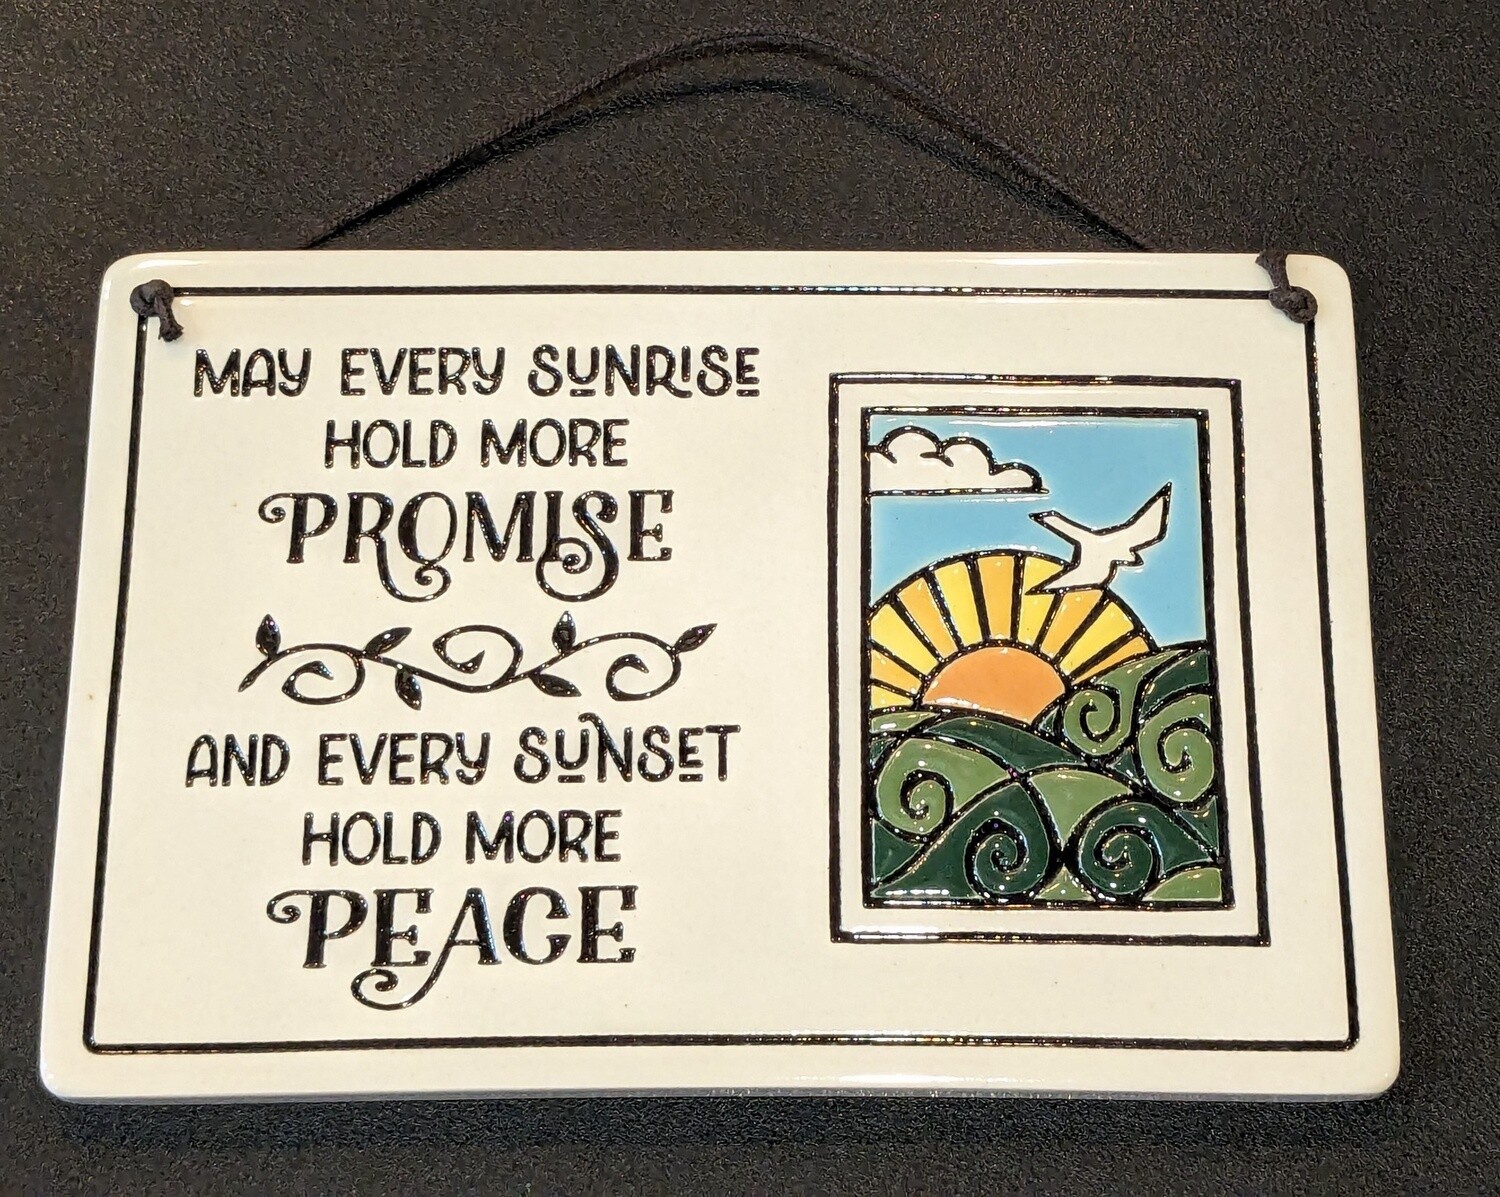 MAY EVERY SUNRISE
HOLD MORE
PROMISE
AND EVERY SUNSET
HOLD MORE
PEACE